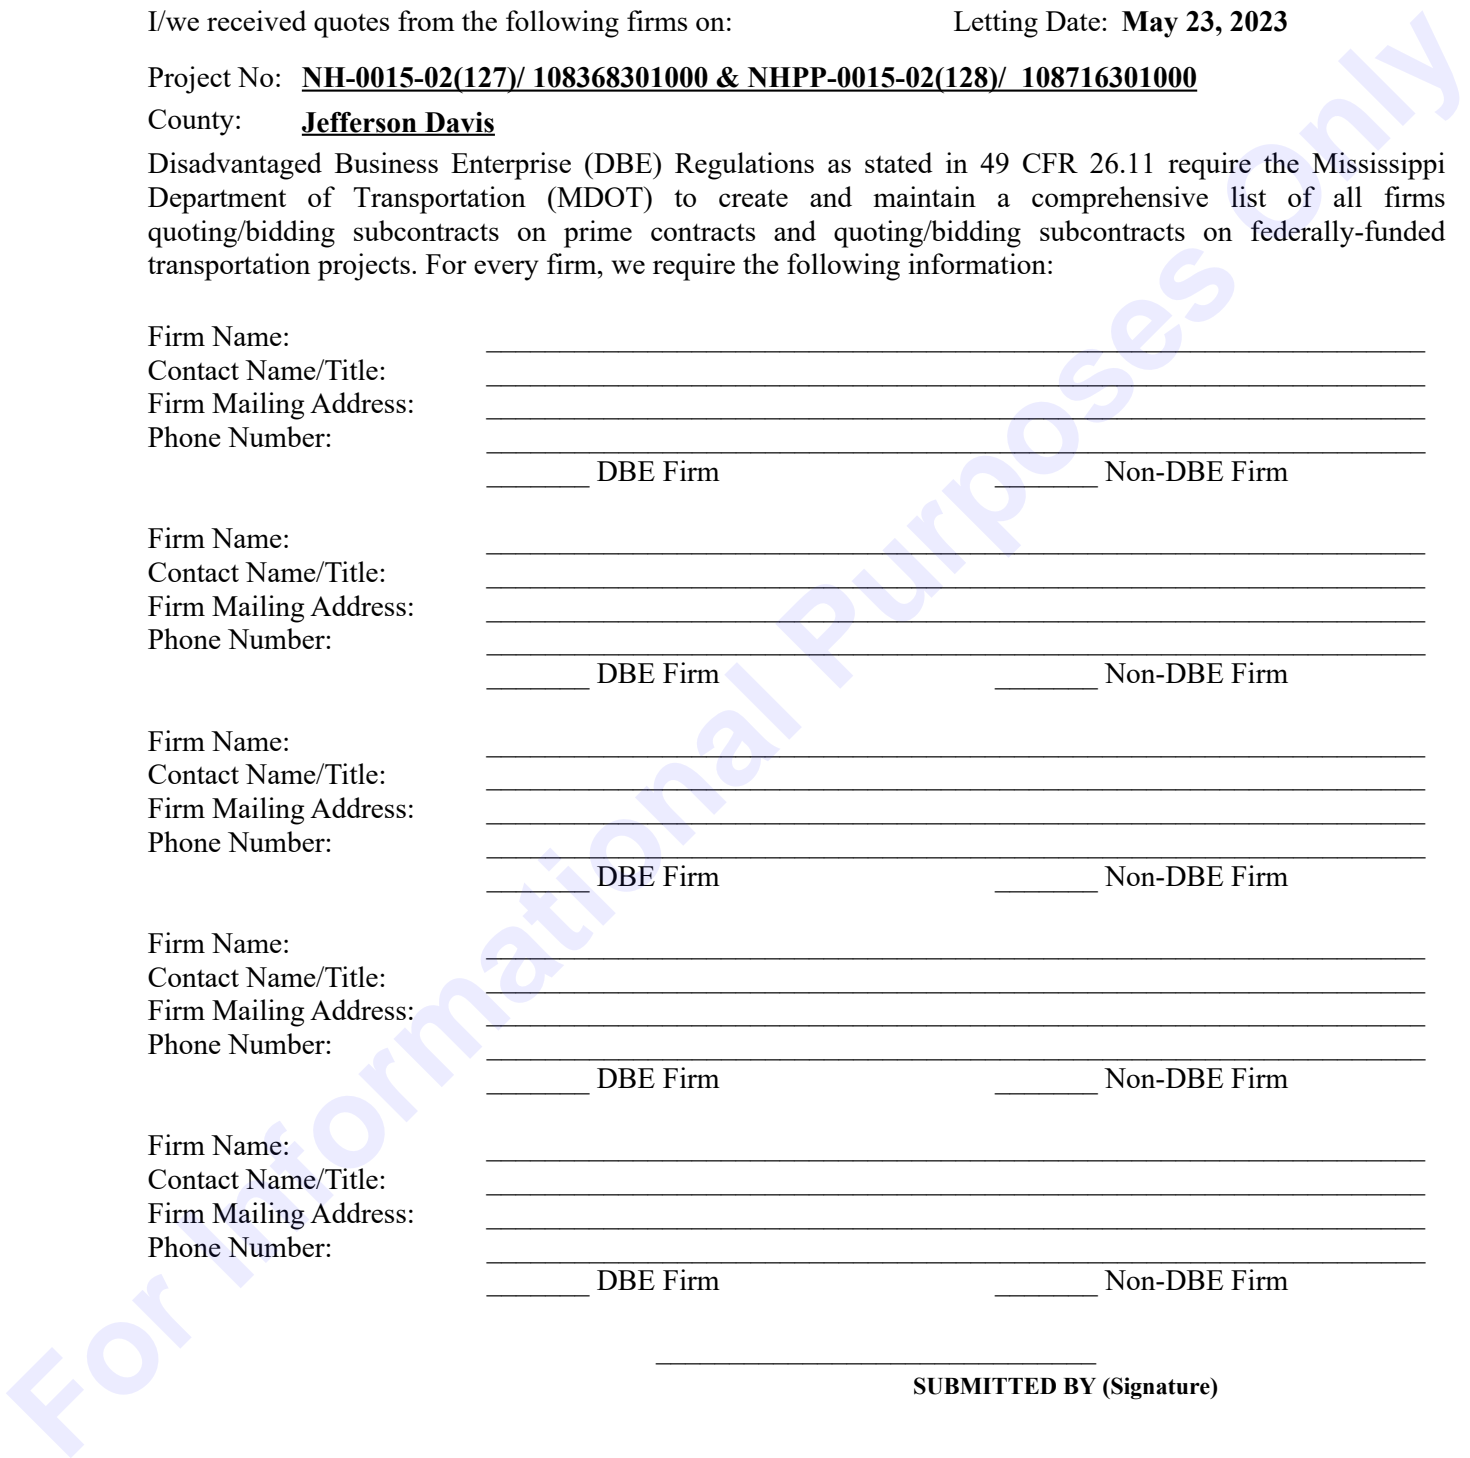 I/we received quotes from the following firms on: Letting Date: May 23, 2023
Project No: NH-0015-02(127)/ 108368301000 & NHPP-0015-02(128)/ 108716301000
County: Jefferson Davis
Disadvantaged Business Enterprise (DBE) Regulations as stated in 49 CFR 26.11 require the Mississippi
Department of Transportation (MDOT) to create and maintain a comprehensive list of all firms
quoting/bidding subcontracts on prime contracts and quoting/bidding subcontracts on federally-funded
transportation projects. For every firm, we require the following information:
Firm Name:
Contact Name/Title:
Firm Mailing Address:
Phone Number:
DBE Firm Non-DBE Firm
Firm Name:
Contact Name/Title:
Firm Mailing Address:
Phone Number:
DBE Firm Non-DBE Firm
Firm Name:
Contact Name/Title:
Firm Mailing Address:
Phone Number:
DBE Firm Non-DBE Firm
Firm Name:
Contact Name/Title:
Firm Mailing Address:
Phone Number:
DBE Firm Non-DBE Firm
Firm Name:
Contact Name/Title:
Firm Mailing Address:
Phone Number:
DBE Firm Non-DBE Firm
SUBMITTED BY (Signature)
For Informational Purposes Only